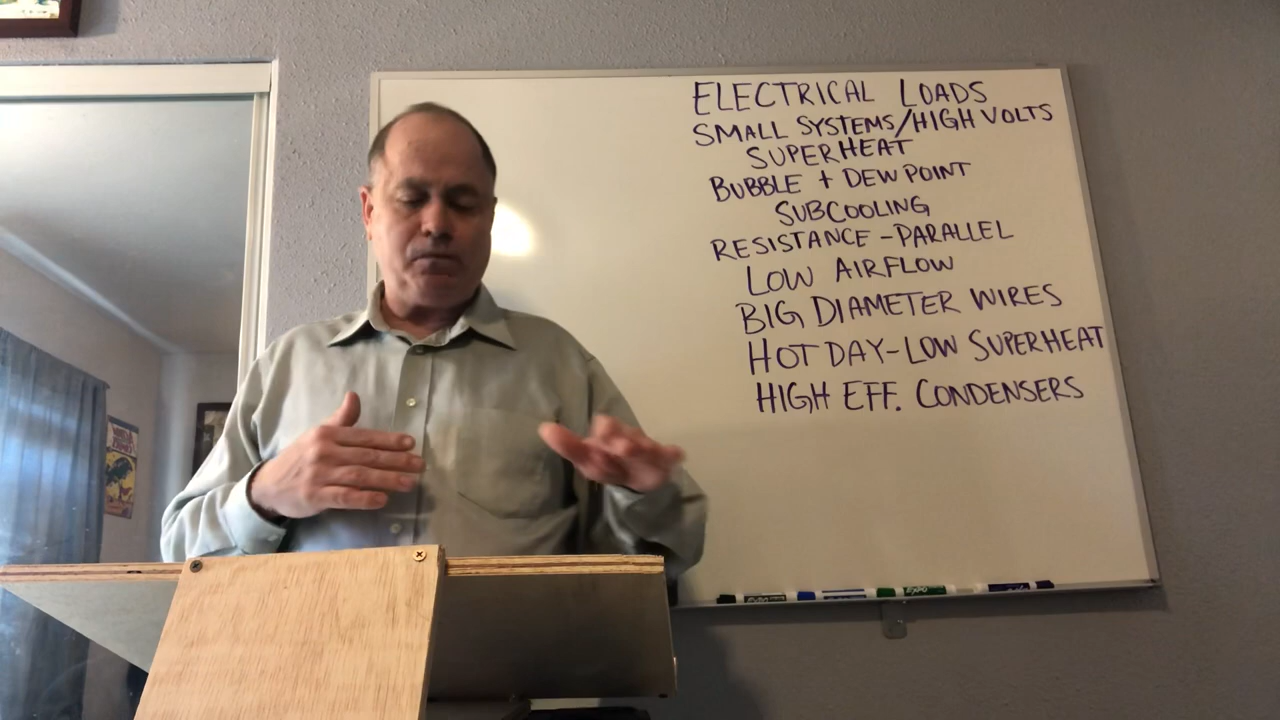 ELECTRICAL LOADS
SMALL SYSTEMS/HIGH VOLTS
SUPERHEAT
BUBBLE + DEW POINT
SUBCOOLING
RESISTANCE-PARALLEL
LOW AIRFLOW
BIG DIAMETER WIRES
HOT DAY-LOW SUPERHEAT
HIGH EFF. CONDENSERS
EXPO